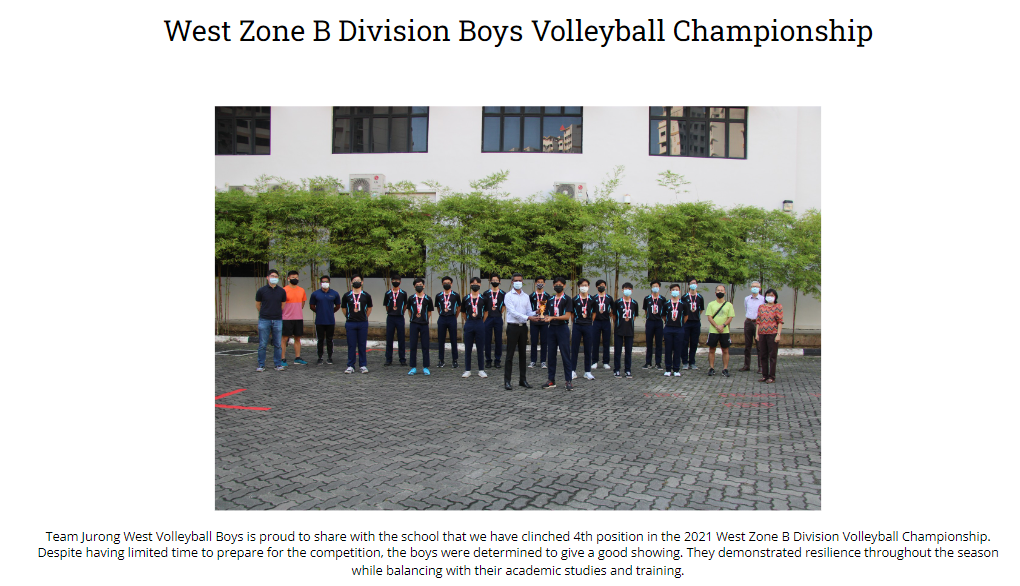 West Zone B Division Boys Volleyball Championship
Team Jurong West Volleyball Boys is proud to share with the school that we have clinched 4th position in the 2021 West Zone B Division Volleyball Championship.
Despite having limited time to prepare for the competition, the boys were determined to give a good showing. They demonstrated resilience throughout the season
while balancing with their academic studies and training.